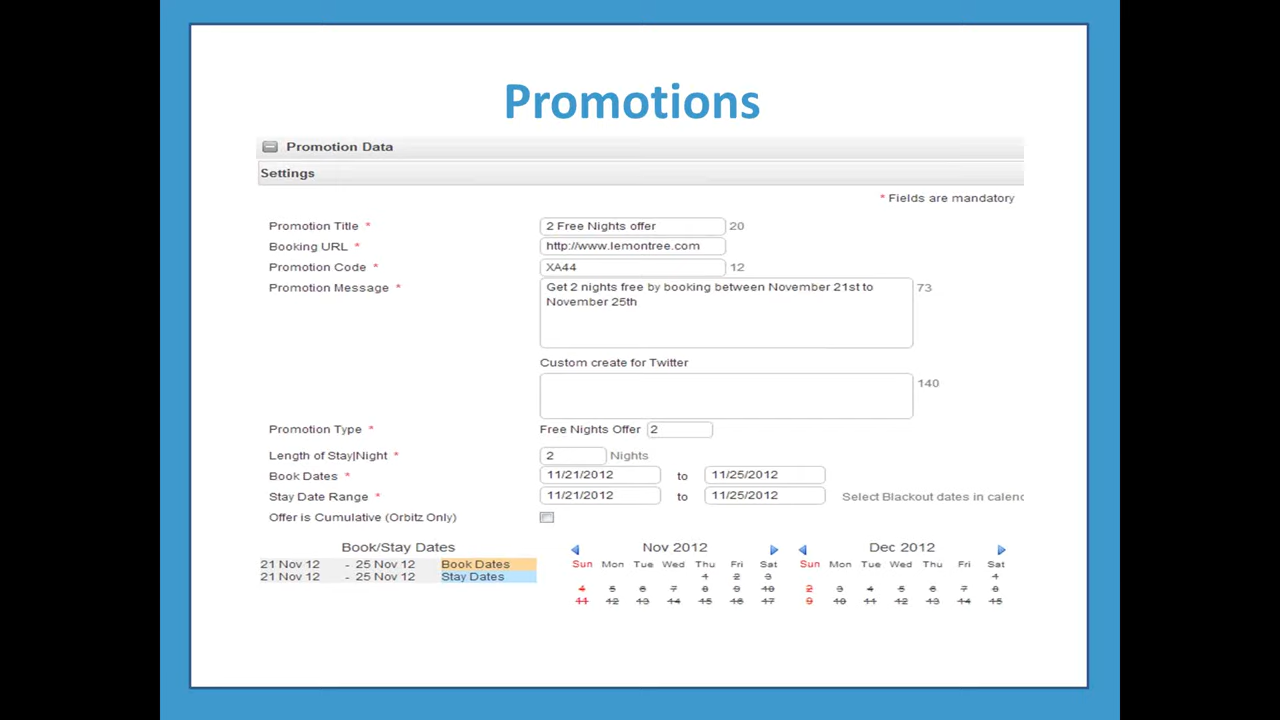 Promotions
Promotion Data
Settings
* Fields are mandatory
Promotion Title * 2 Free Nights offer 20
Booking URL * http://www.lemontree.com
Promotion Code * XA44 12
Promotion Message * Get 2 nights free by booking between November 21st to 73
November 25th
Custom create for Twitter
140
Promotion Type * Free Nights Offer 2
Length of Stay|Night * 2 Nights
Book Dates * 11/21/2012 to 11/25/2012
Stay Date Range * 11/21/2012 to 11/25/2012 Select Blackout dates in calenc
Offer is Cumulative (Orbitz Only)
Book/Stay Dates Nov 2012 Dec 2012
21 Nov 12 - 25 Nov 12 Book Dates Sun Mon Tue Wed Thu Fri Sat Sun Mon Tue Wed Thu Fri Sat
21 Nov 12 - 25 Nov 12 Stay Dates 1 2 3 1
4 5 6 7 8 9 10 2 3 4 5 6 7 8
11 12 13 14 15 16 17 9 10 11 12 13 14 15